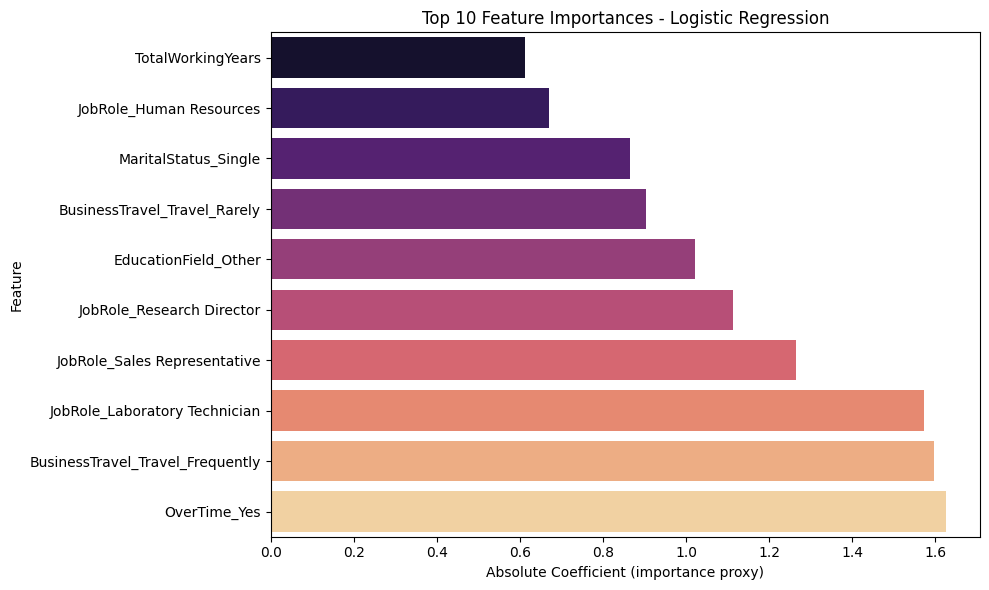 Top 10 Feature Importances - Logistic Regression
Feature
TotalWorkingYears
JobRole_Human Resources
MaritalStatus_Single
BusinessTravel_Travel_Rarely
EducationField_Other
JobRole_Research Director
JobRole_Sales Representative
JobRole_Laboratory Technician
BusinessTravel_Travel_Frequently
OverTime_Yes
0.0 0.2 0.4 0.6 0.8 1.0 1.2 1.4 1.6
Absolute Coefficient (importance proxy)